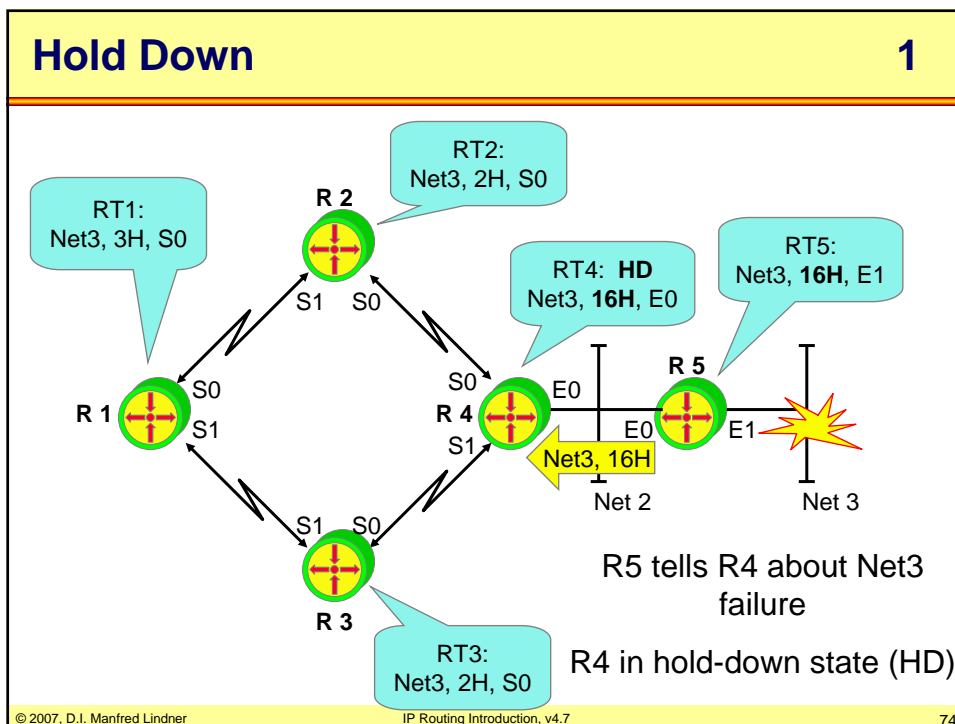 Hold Down 1
RT2:
Net3, 2H, S0
R 2
RT1:
Net3, 3H, S0
RT4: HD
Net3, 16H, E0
RT5:
Net3, 16H, E1
S1 S0
R 5
S0
S0
E0
R 1
R 4
S1
S1
E0
E1
Net3, 16H
Net 2
Net 3
S1 S0
R 3
R5 tells R4 about Net3
failure
RT3:
Net3, 2H, S0
R4 in hold-down state (HD)
© 2007, D.I. Manfred Lindner
IP Routing Introduction, v4.7
74